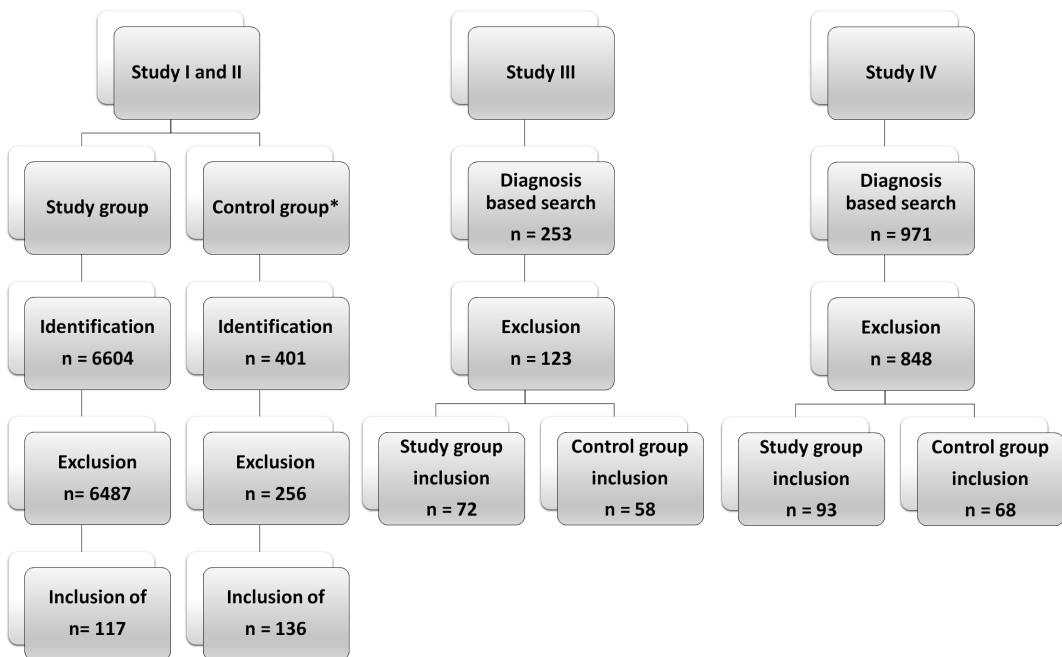 Study I and II
Study group
Identification
n = 6604
Exclusion
n= 6487
Inclusion of
n= 117
Control group*
Identification
n = 401
Exclusion
n = 256
Inclusion of
n = 136
Study III
Diagnosis
based search
n = 253
Exclusion
n = 123
Study group
inclusion
n = 72
Control group
inclusion
n = 58
Study IV
Diagnosis
based search
n = 971
Exclusion
n = 848
Study group
inclusion
n = 93
Control group
inclusion
n = 68